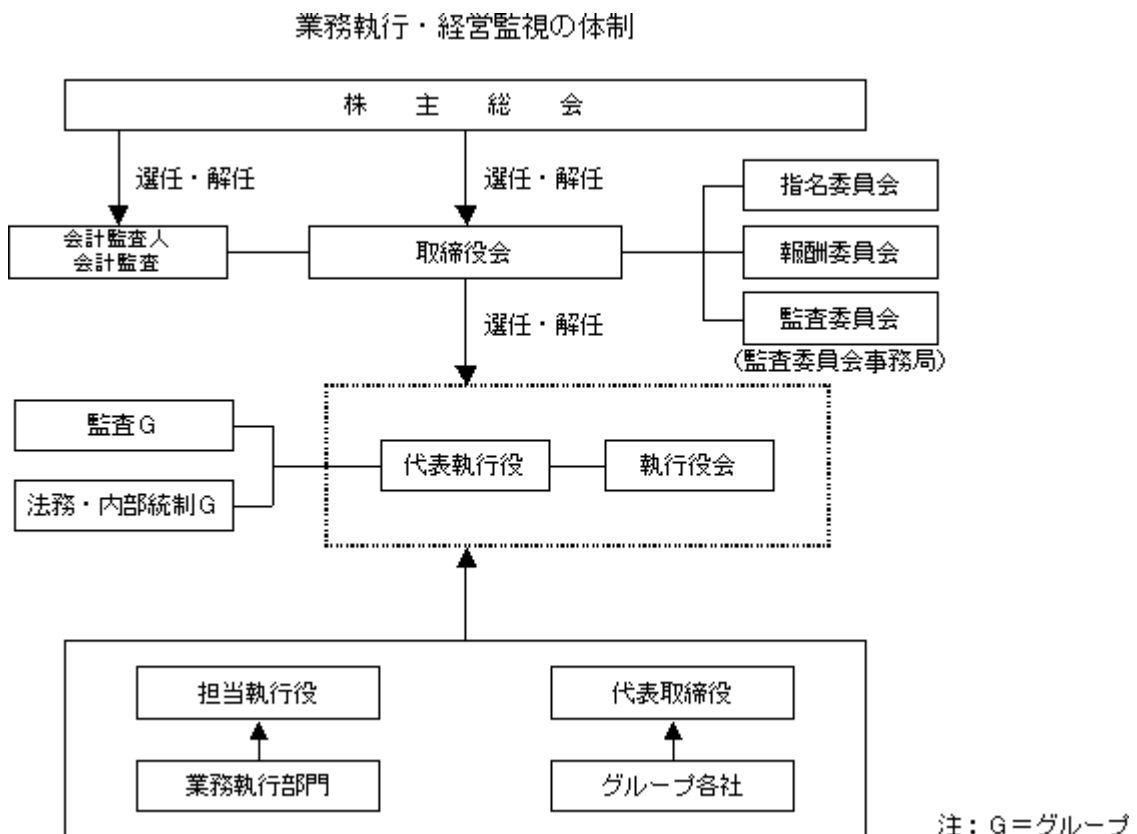 業務執行・経営監視の体制
株主総会
選任・解任
選任・解任
指名委員会
会計監査人
会計監査
取締役会
報酬委員会
選任・解任
監査委員会
(監査委員会事務局)
監査G
代表執行役
執行役会
法務・内部統制G
担当執行役
代表取締役
業務執行部門
グループ各社
注：G＝グループ